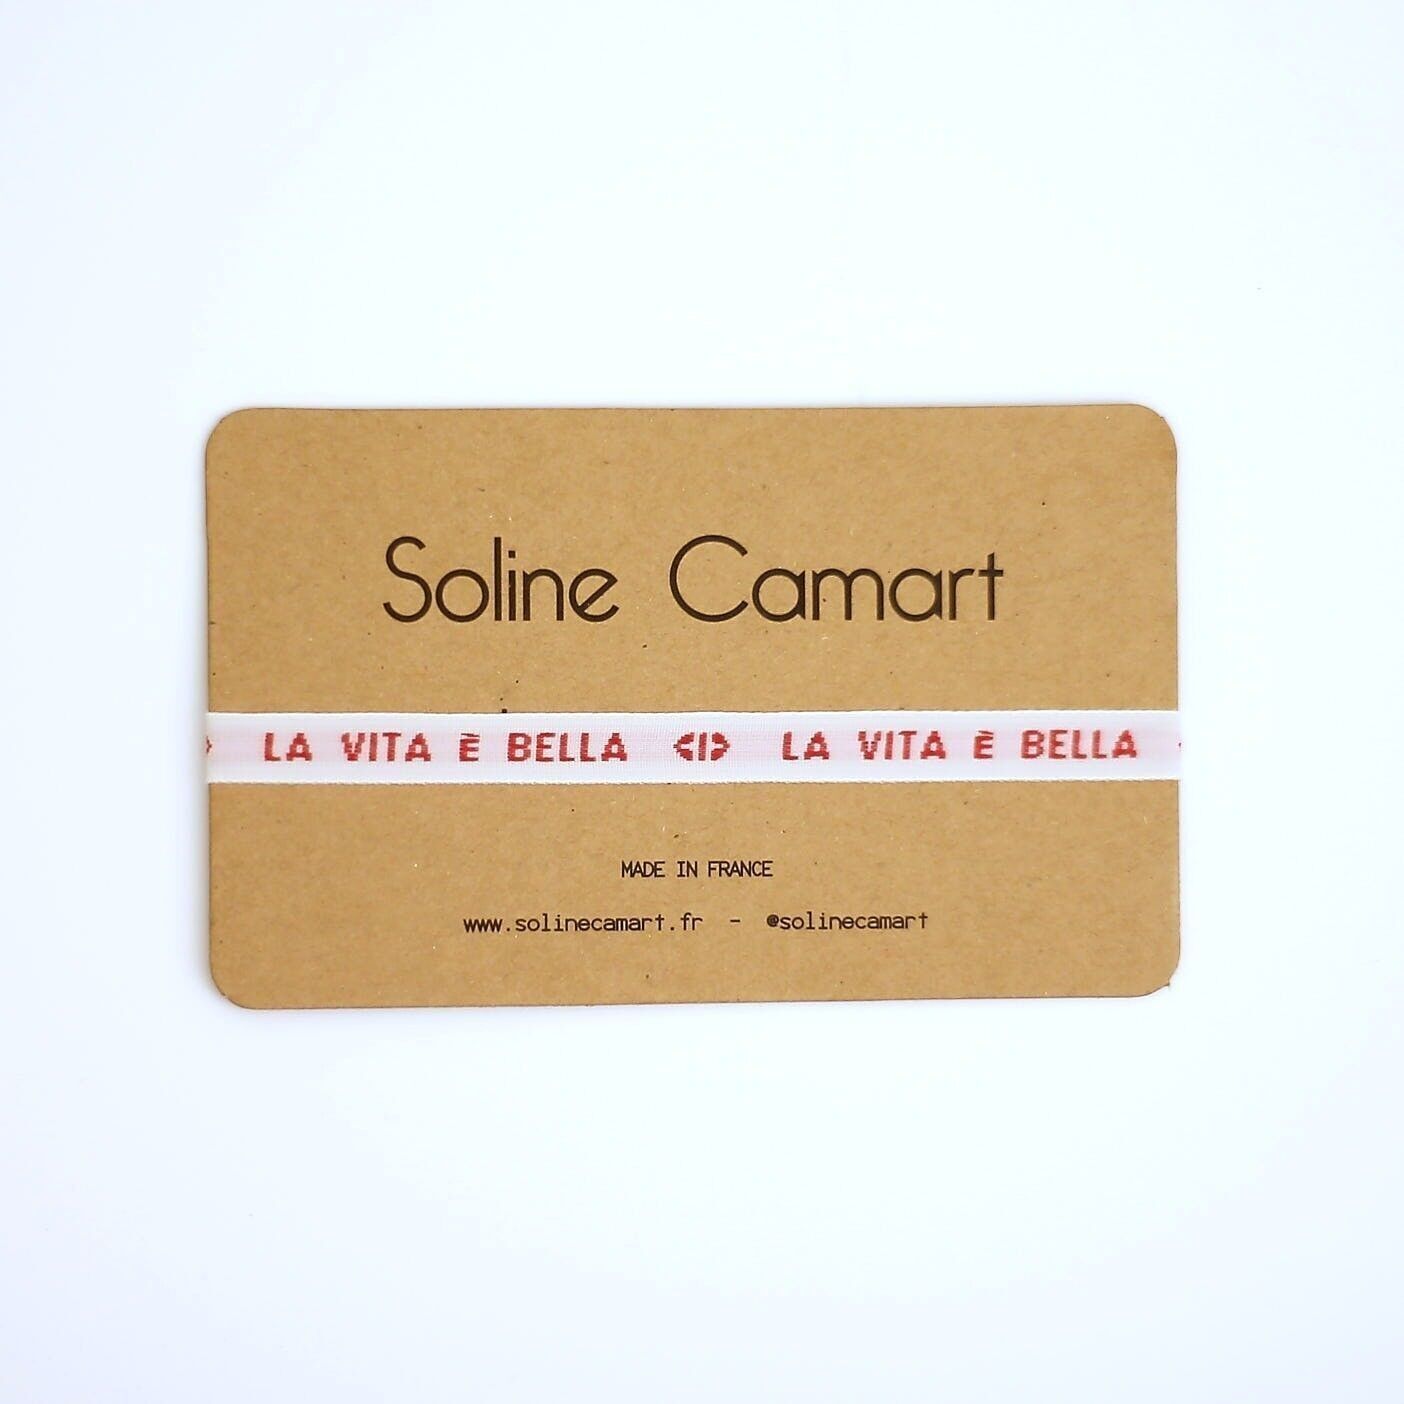 Soline Camart
LA VITA È BELLA LA VITA È BELLA
MADE IN FRANCE
www.solinecamart.fr - @solinecamart